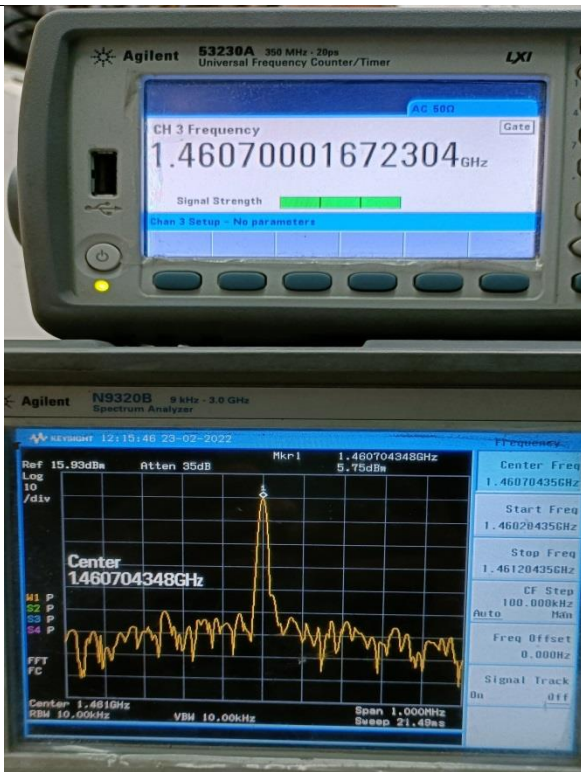 Agilent 53230A 350 MHz - 20ps
Universal Frequency Counter/Timer
LXI
AC 50Ω
CH 3 Frequency
Gate
1.46070001672304GHz
Signal Strength
Chan 3 Setup - No parameters
Agilent N9320B 9 kHz - 3.0 GHz
Spectrum Analyzer
KEYSIGHT 12:15:46 23-02-2022
Frequency
Ref 15.93dBm Atten 35dB Mkr1 1.460704348GHz
5.75dBm
Log
10
/div
1
Center
1.460704348GHz
W1 P
S2 P
S3 P
S4 P
FFT
FC
Center 1.461GHz
RBW 10.00kHz VBW 10.00kHz
Span 1.000MHz
Sweep 21.49ms
Center Freq
1.46070435GHz
Start Freq
1.46020435GHz
Stop Freq
1.46120435GHz
CF Step
100.000kHz
Auto Man
Freq Offset
0.000Hz
Signal Track
On Off